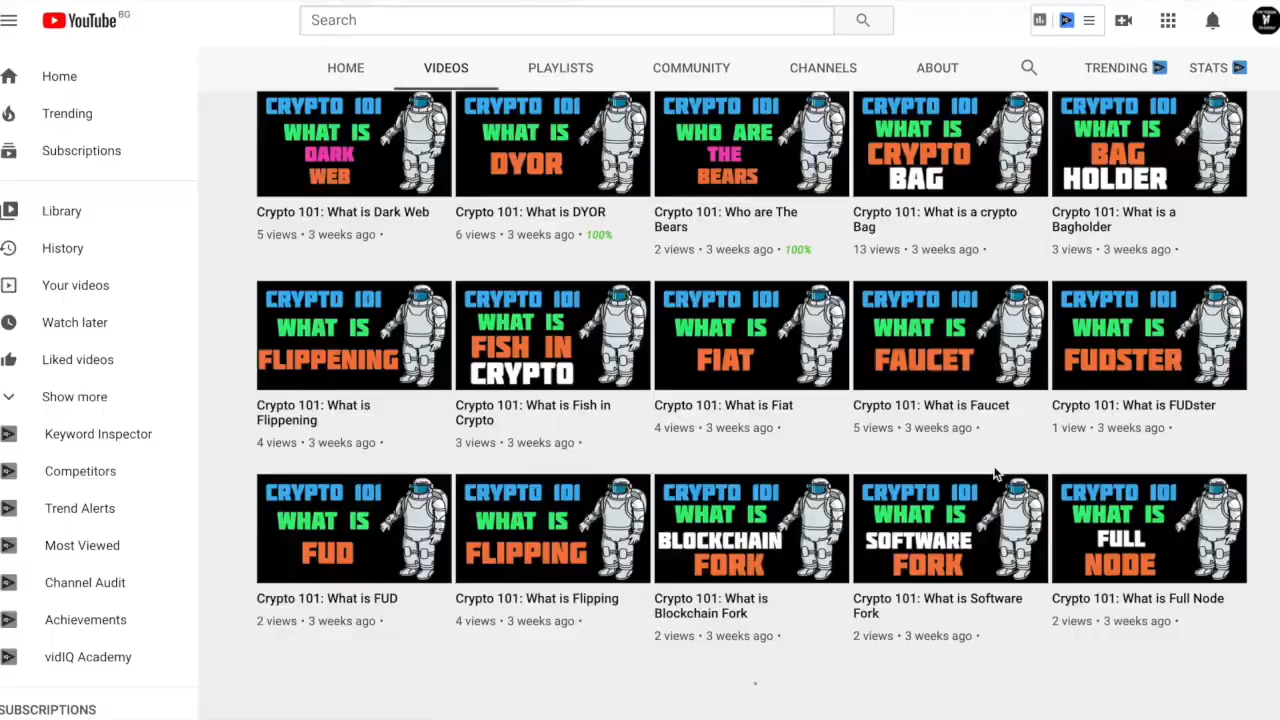 YouTube BG
Search
Home
Trending
Subscriptions
Library
History
Your videos
Watch later
Liked videos
Show more
Keyword Inspector
Competitors
Trend Alerts
Most Viewed
Channel Audit
Achievements
vidIQ Academy
SUBSCRIPTIONS
HOME VIDEOS PLAYLISTS COMMUNITY CHANNELS ABOUT TRENDING STATS
CRYPTO 101
WHAT IS
DARK
WEB
Crypto 101: What is Dark Web
5 views • 3 weeks ago •
CRYPTO 101
WHAT IS
DYOR
Crypto 101: What is DYOR
6 views • 3 weeks ago • 100%
CRYPTO 101
WHO ARE
THE
BEARS
Crypto 101: Who are The
Bears
2 views • 3 weeks ago • 100%
CRYPTO 101
WHAT IS
CRYPTO
BAG
Crypto 101: What is a crypto
Bag
13 views • 3 weeks ago •
CRYPTO 101
WHAT IS
BAG
HOLDER
Crypto 101: What is a
Bagholder
3 views • 3 weeks ago •
CRYPTO 101
WHAT IS
FLIPPENING
Crypto 101: What is
Flippening
4 views • 3 weeks ago •
CRYPTO 101
WHAT IS
FISH IN
CRYPTO
Crypto 101: What is Fish in
Crypto
3 views • 3 weeks ago •
CRYPTO 101
WHAT IS
FIAT
Crypto 101: What is Fiat
4 views • 3 weeks ago •
CRYPTO 101
WHAT IS
FAUCET
Crypto 101: What is Faucet
5 views • 3 weeks ago •
CRYPTO 101
WHAT IS
FUDSTER
Crypto 101: What is FUDster
1 view • 3 weeks ago •
CRYPTO 101
WHAT IS
FUD
Crypto 101: What is FUD
2 views • 3 weeks ago •
CRYPTO 101
WHAT IS
FLIPPING
Crypto 101: What is Flipping
4 views • 3 weeks ago •
CRYPTO 101
WHAT IS
BLOCKCHAIN
FORK
Crypto 101: What is
Blockchain Fork
2 views • 3 weeks ago •
CRYPTO 101
WHAT IS
SOFTWARE
FORK
Crypto 101: What is Software
Fork
2 views • 3 weeks ago •
CRYPTO 101
WHAT IS
FULL
NODE
Crypto 101: What is Full Node
2 views • 3 weeks ago •